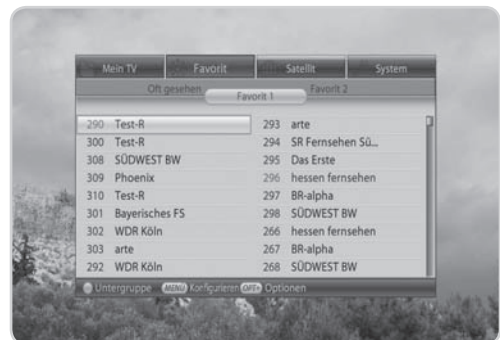 Mein TV Favorit Satellit System
Oft gesehen Favorit 1 Favorit 2
290 Test-R 293 arte
300 Test-R 294 SR Fernsehen Sü...
308 SÜDWEST BW 295 Das Erste
309 Phoenix 296 hessen fernsehen
310 Test-R 297 BR-alpha
301 Bayerisches FS 298 SÜDWEST BW
302 WDR Köln 266 hessen fernsehen
303 arte 267 BR-alpha
292 WDR Köln 268 SÜDWEST BW
Untergruppe MENU Konfigurieren OPT+ Optionen